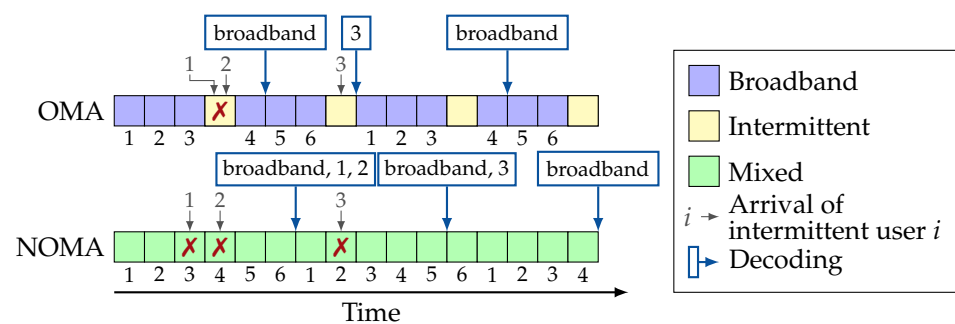 broadband 3 broadband
1 2 3
OMA
1 2 3 4 5 6 1 2 3 4 5 6
broadband, 1, 2 broadband, 3 broadband
1 2 3
NOMA
1 2 3 4 5 6 1 2 3 4 5 6 1 2 3 4
Time
Broadband
Intermittent
Mixed
i Arrival of
intermittent user i
Decoding